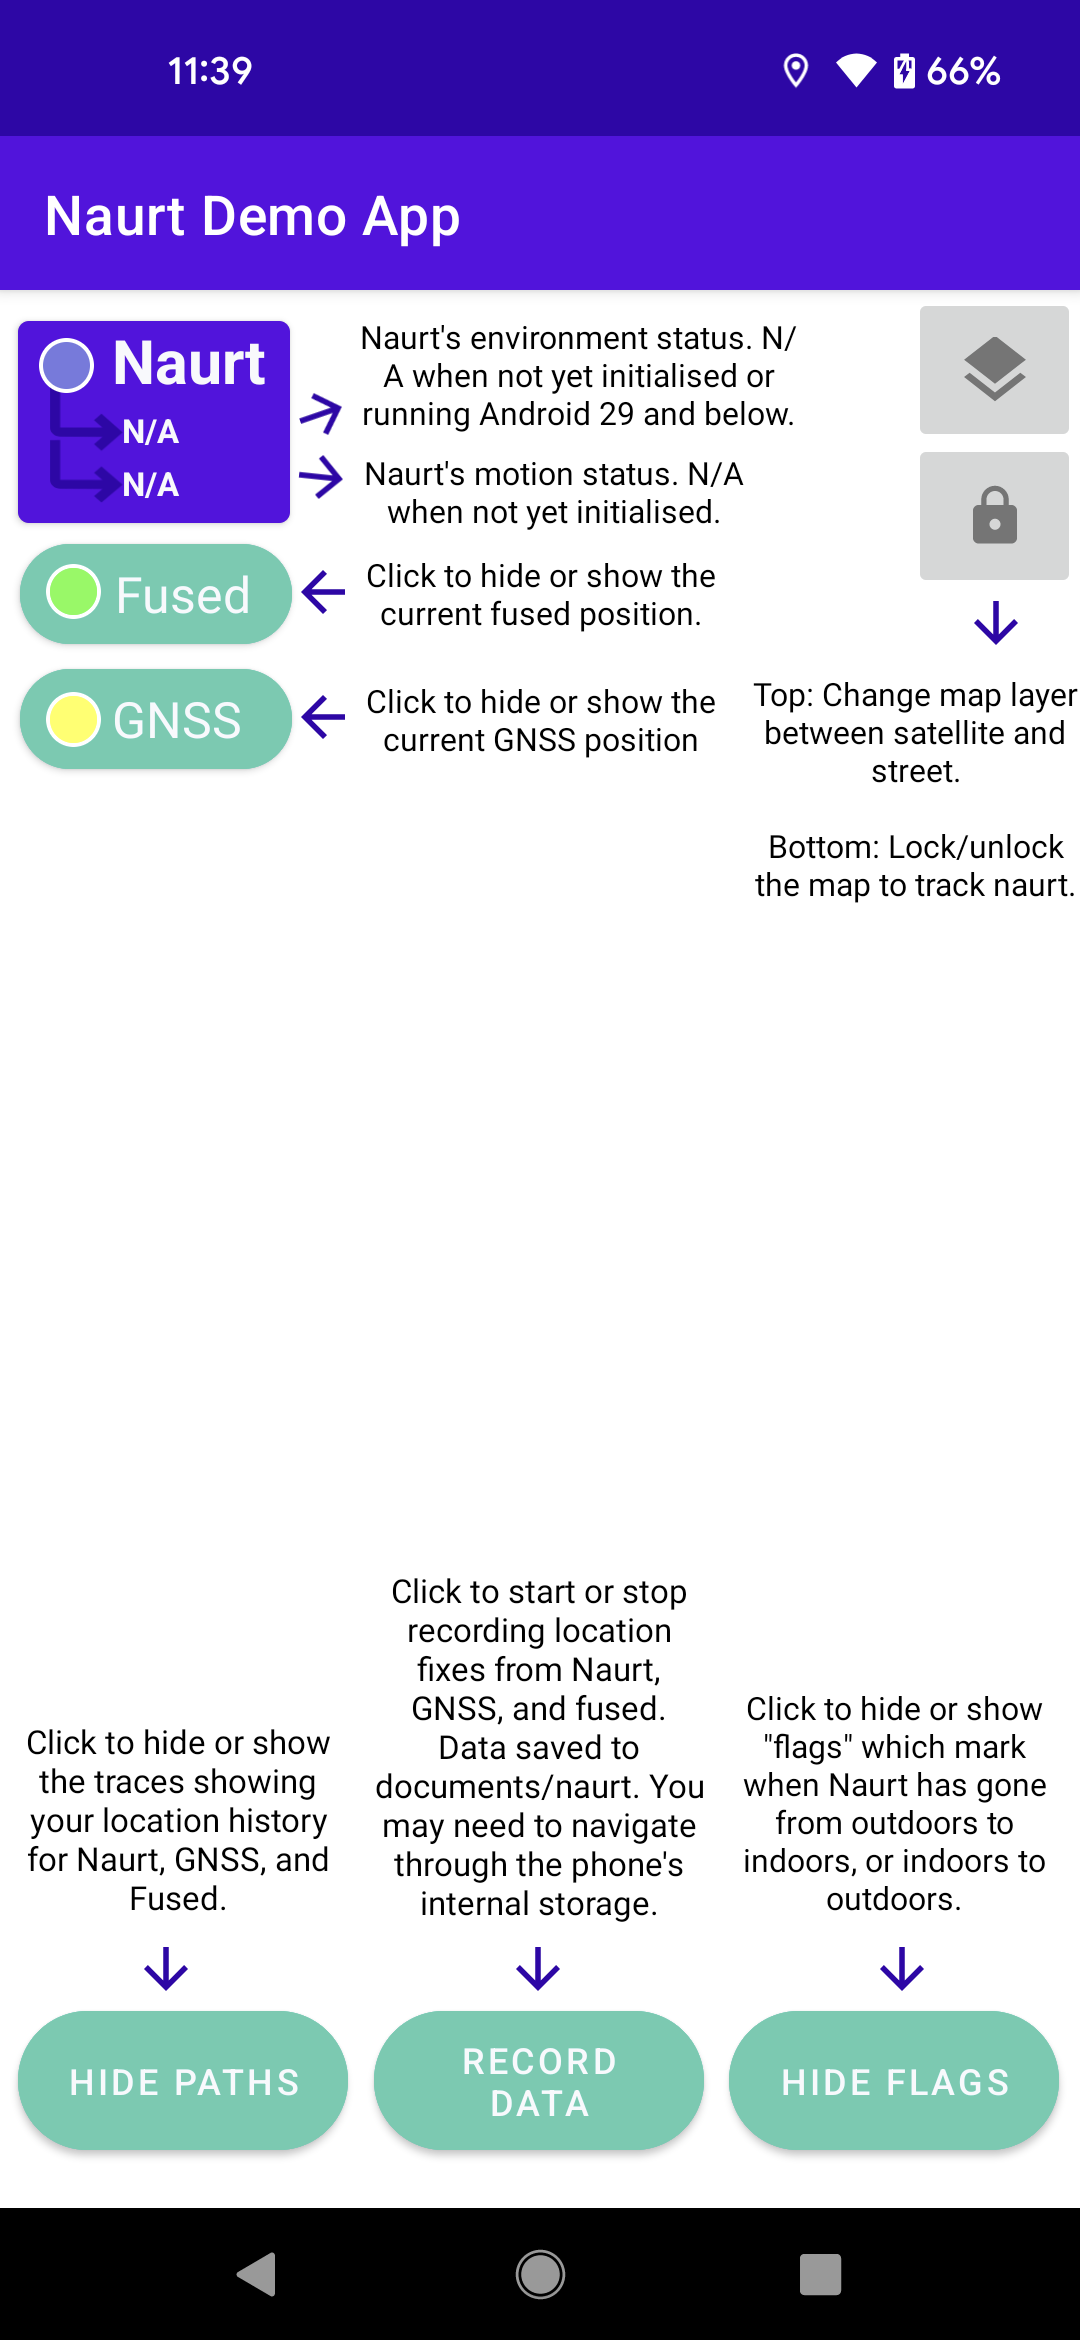 11:39
66%
Naurt Demo App
Naurt
N/A
N/A
Naurt's environment status. N/
A when not yet initialised or
running Android 29 and below.
Naurt's motion status. N/A
when not yet initialised.
Fused
Click to hide or show the
current fused position.
GNSS
Click to hide or show the
current GNSS position
Top: Change map layer
between satellite and
street.
Bottom: Lock/unlock
the map to track naurt.
Click to hide or show
the traces showing
your location history
for Naurt, GNSS, and
Fused.
Click to start or stop
recording location
fixes from Naurt,
GNSS, and fused.
Data saved to
documents/naurt. You
may need to navigate
through the phone's
internal storage.
Click to hide or show
"flags" which mark
when Naurt has gone
from outdoors to
indoors, or indoors to
outdoors.
HIDE PATHS
RECORD
DATA
HIDE FLAGS